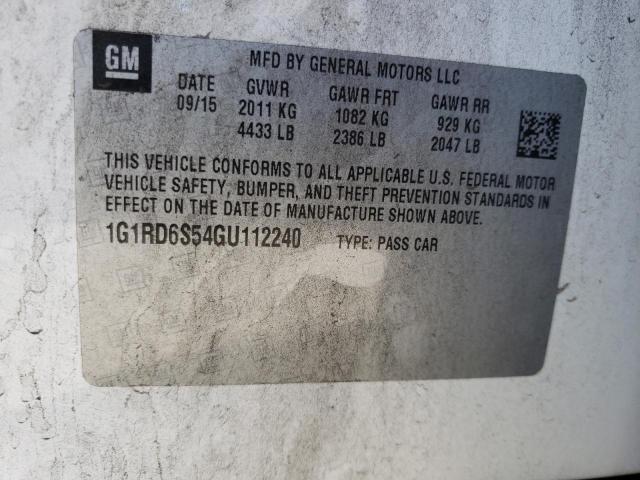 GM
MFD BY GENERAL MOTORS LLC
DATE GVWR GAWR FRT GAWR RR
09/15 2011 KG 1082 KG 929 KG
4433 LB 2386 LB 2047 LB
THIS VEHICLE CONFORMS TO ALL APPLICABLE U.S. FEDERAL MOTOR
VEHICLE SAFETY, BUMPER, AND THEFT PREVENTION STANDARDS IN
EFFECT ON THE DATE OF MANUFACTURE SHOWN ABOVE.
1G1RD6S54GU112240 TYPE: PASS CAR